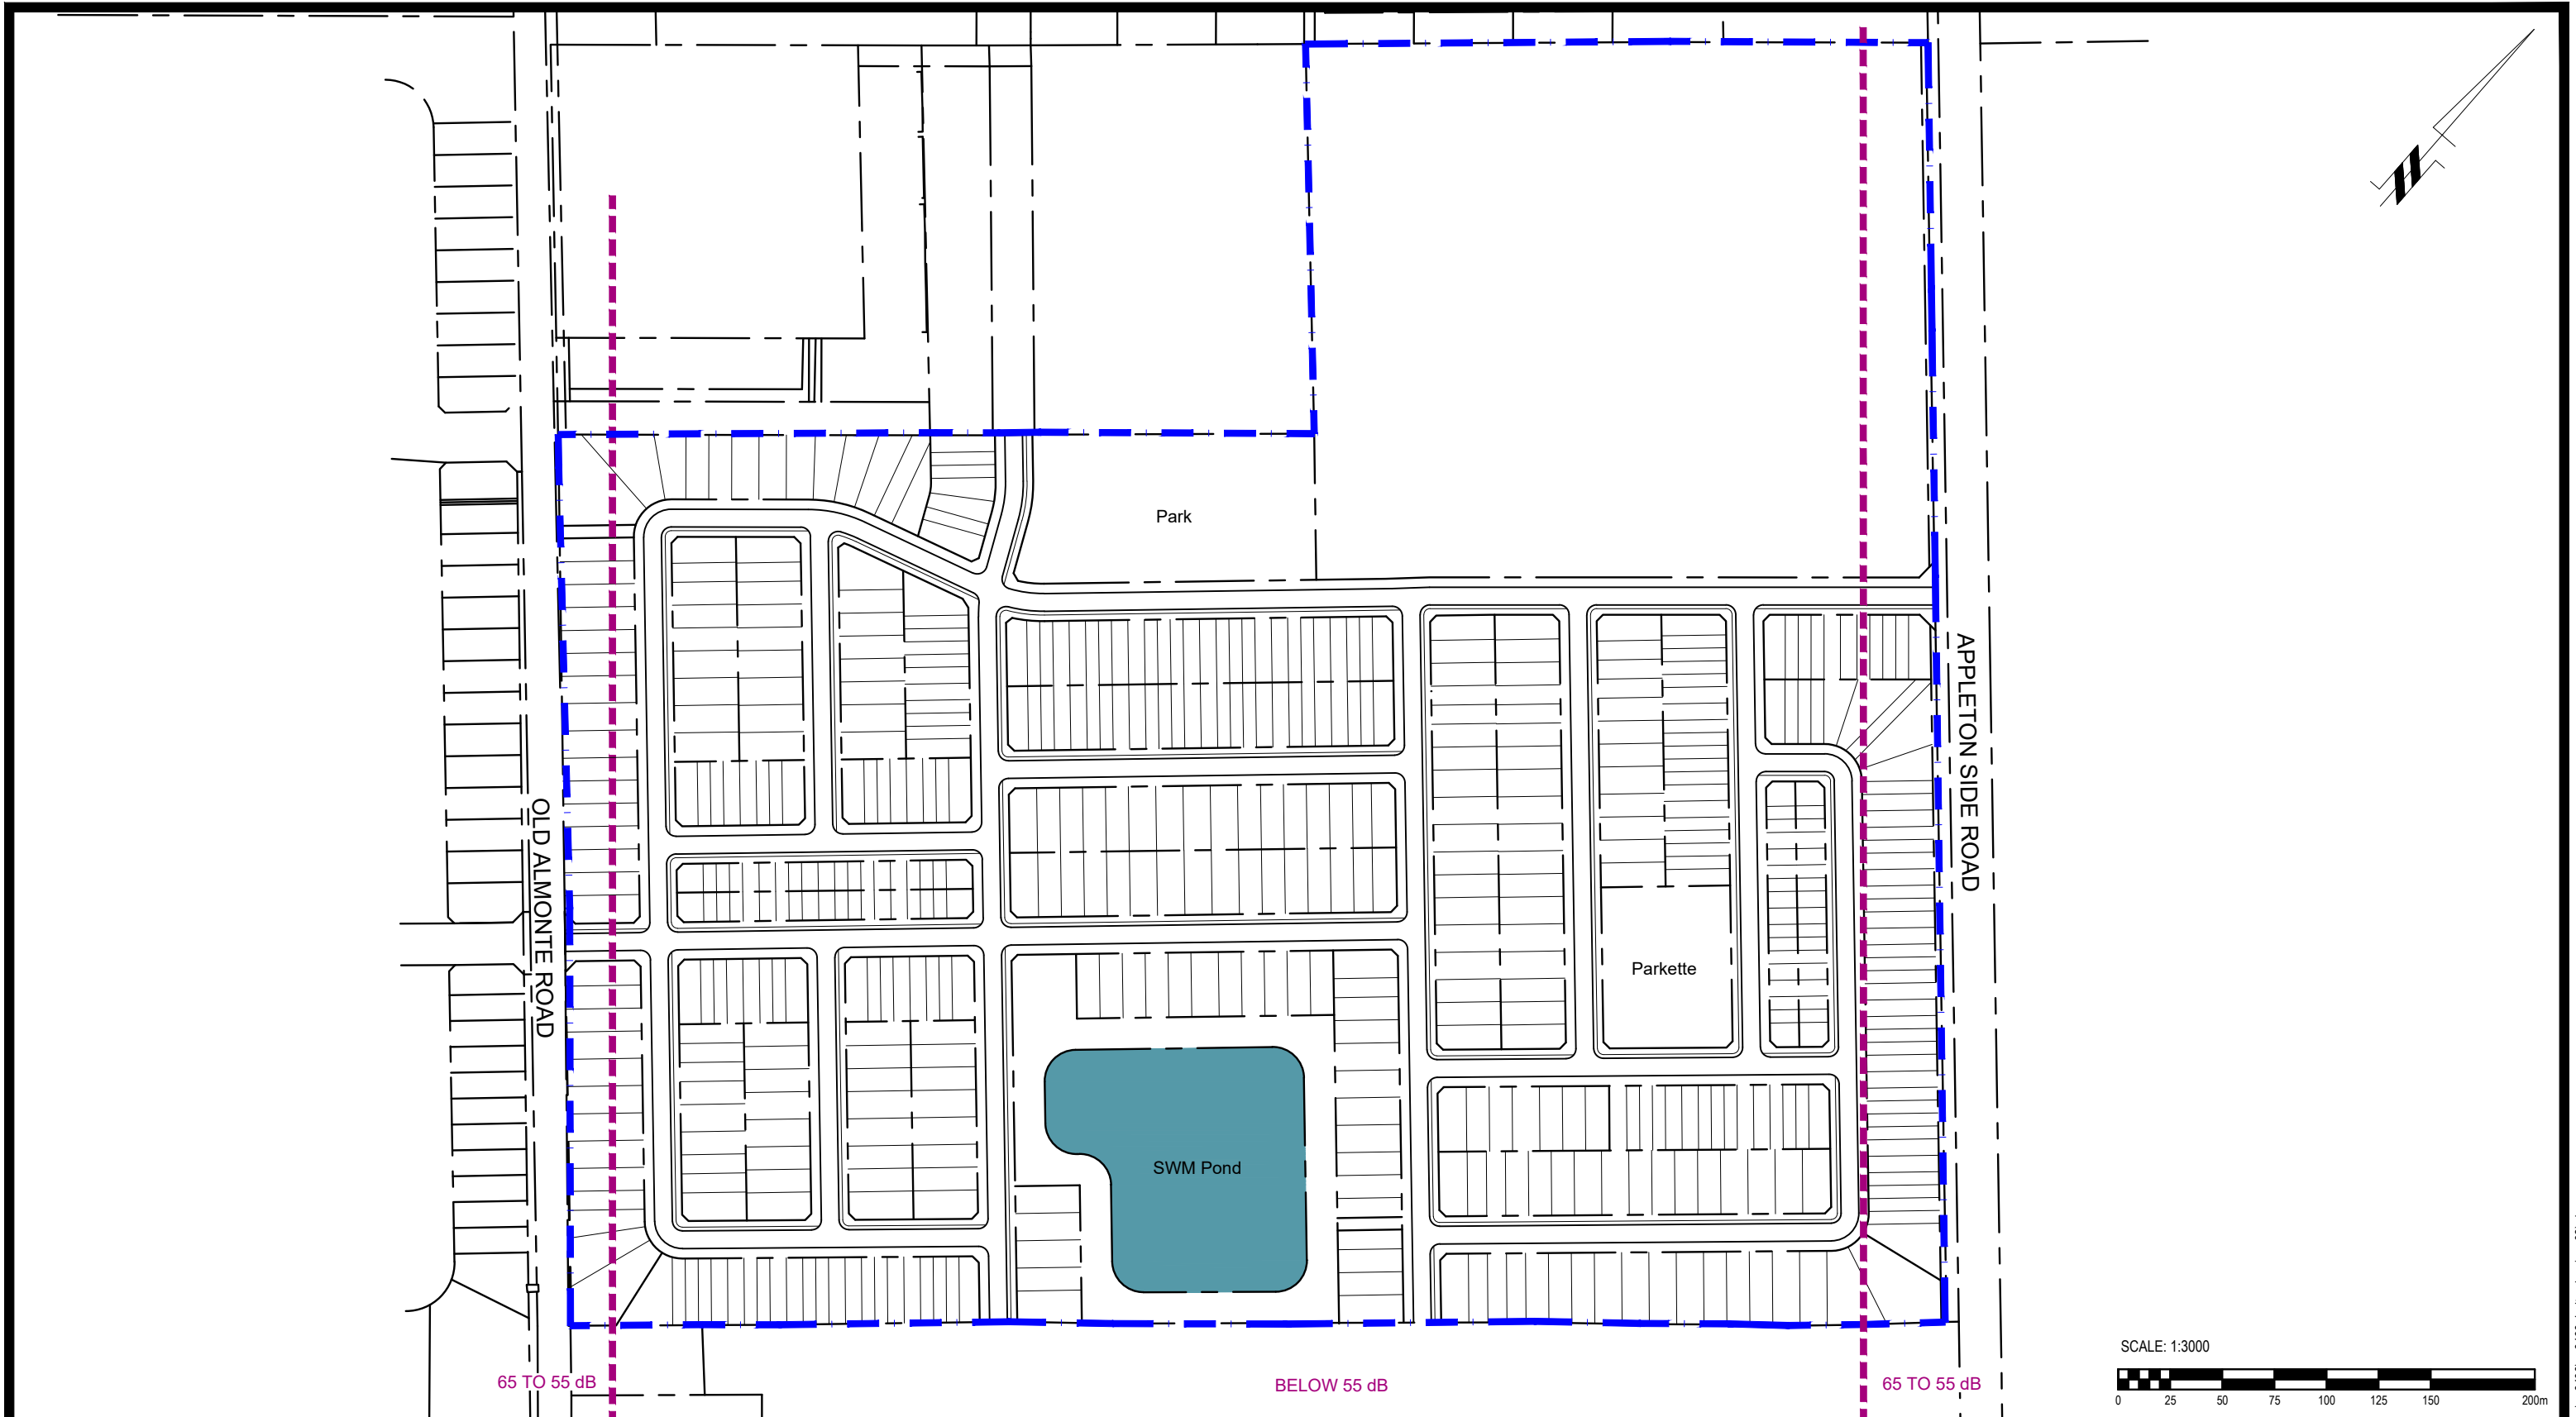 Park
APPLETON SIDE ROAD
OLD ALMONTE ROAD
Parkette
SWM Pond
SCALE: 1:3000
65 TO 55 dB
BELOW 55 dB
65 TO 55 dB
0 25 50 75 100 125 150 200m